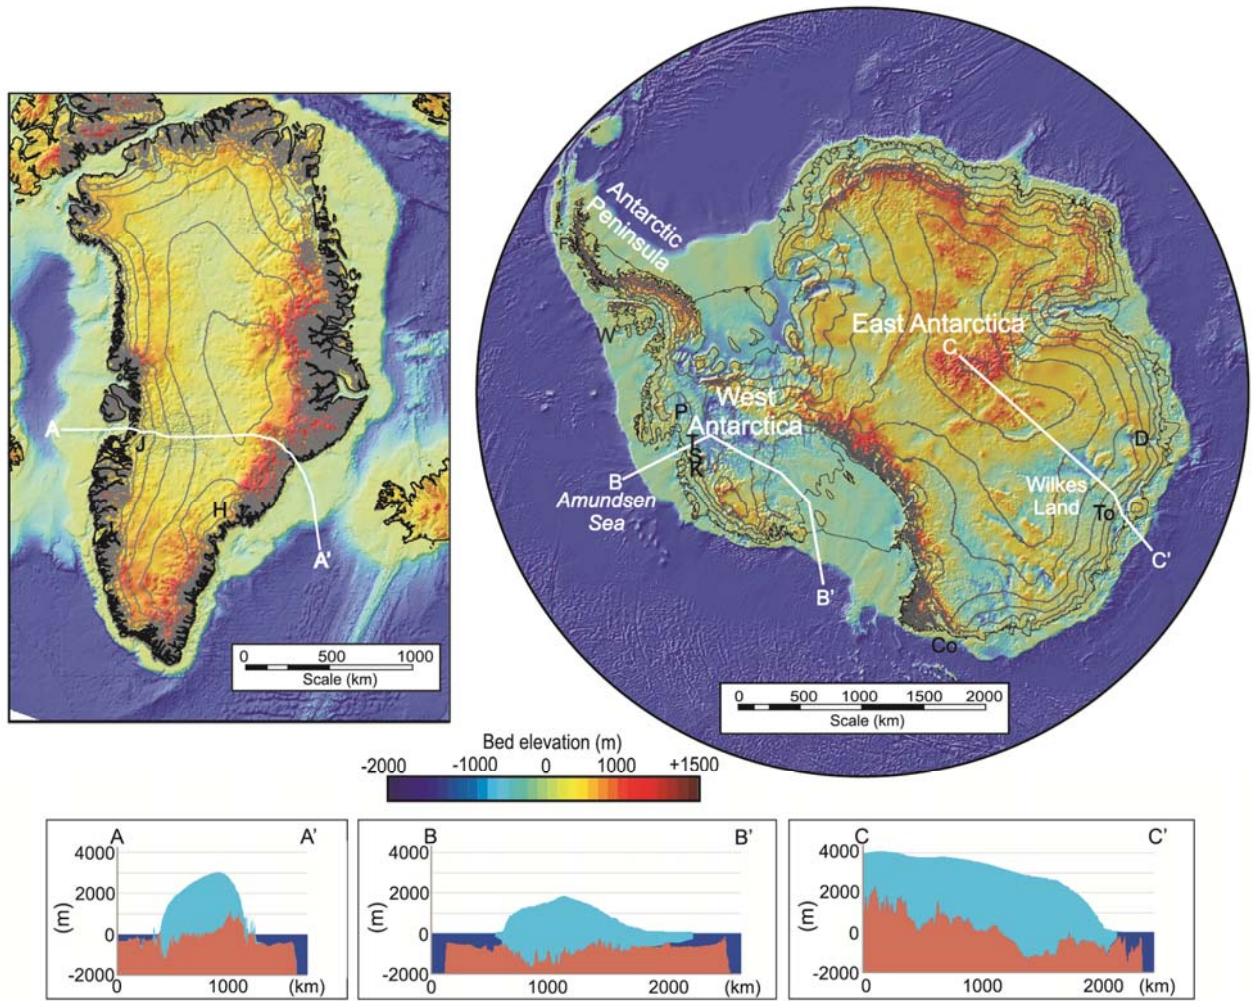 Antarctic
Peninsula
F
W
East Antarctica
C
P
West
Antarctica
T
S
K
B
Amundsen
Sea
Wilkes
Land
D
To
C'
B'
Co
A
J
H
A'
0 500 1000
Scale (km)
0 500 1000 1500 2000
Scale (km)
Bed elevation (m)
-2000 -1000 0 1000 +1500
A A'
4000
2000
0
-2000
(m)
0 1000 (km)
B B'
4000
2000
0
-2000
(m)
0 1000 2000 (km)
C C'
4000
2000
0
-2000
(m)
0 1000 2000 (km)